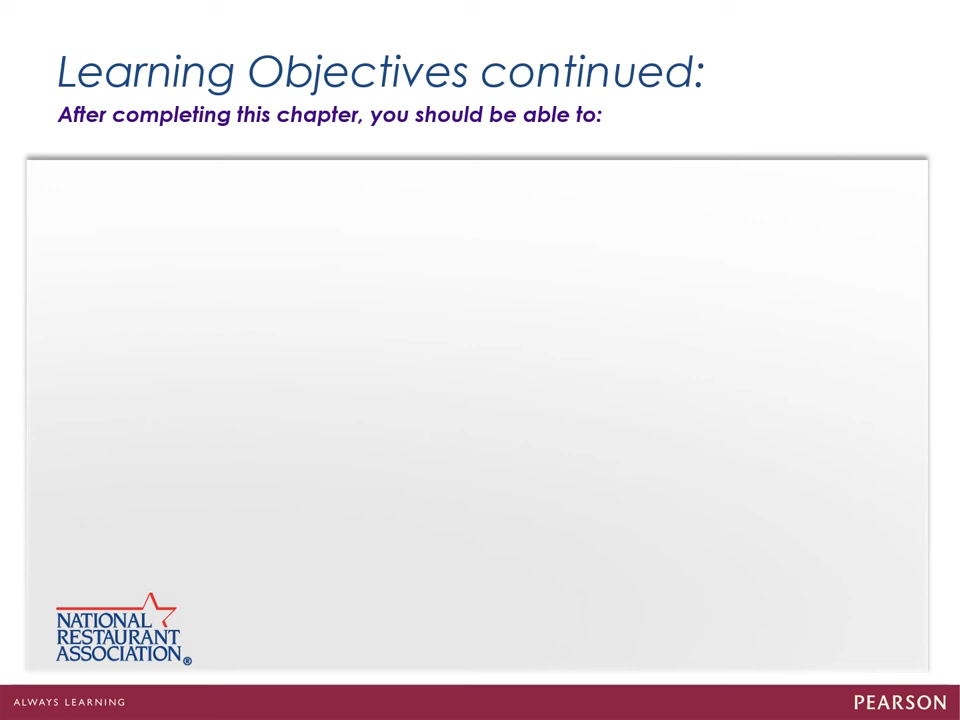 Learning Objectives continued:
After completing this chapter, you should be able to:
NATIONAL
RESTAURANT
ASSOCIATION®
ALWAYS LEARNING
PEARSON